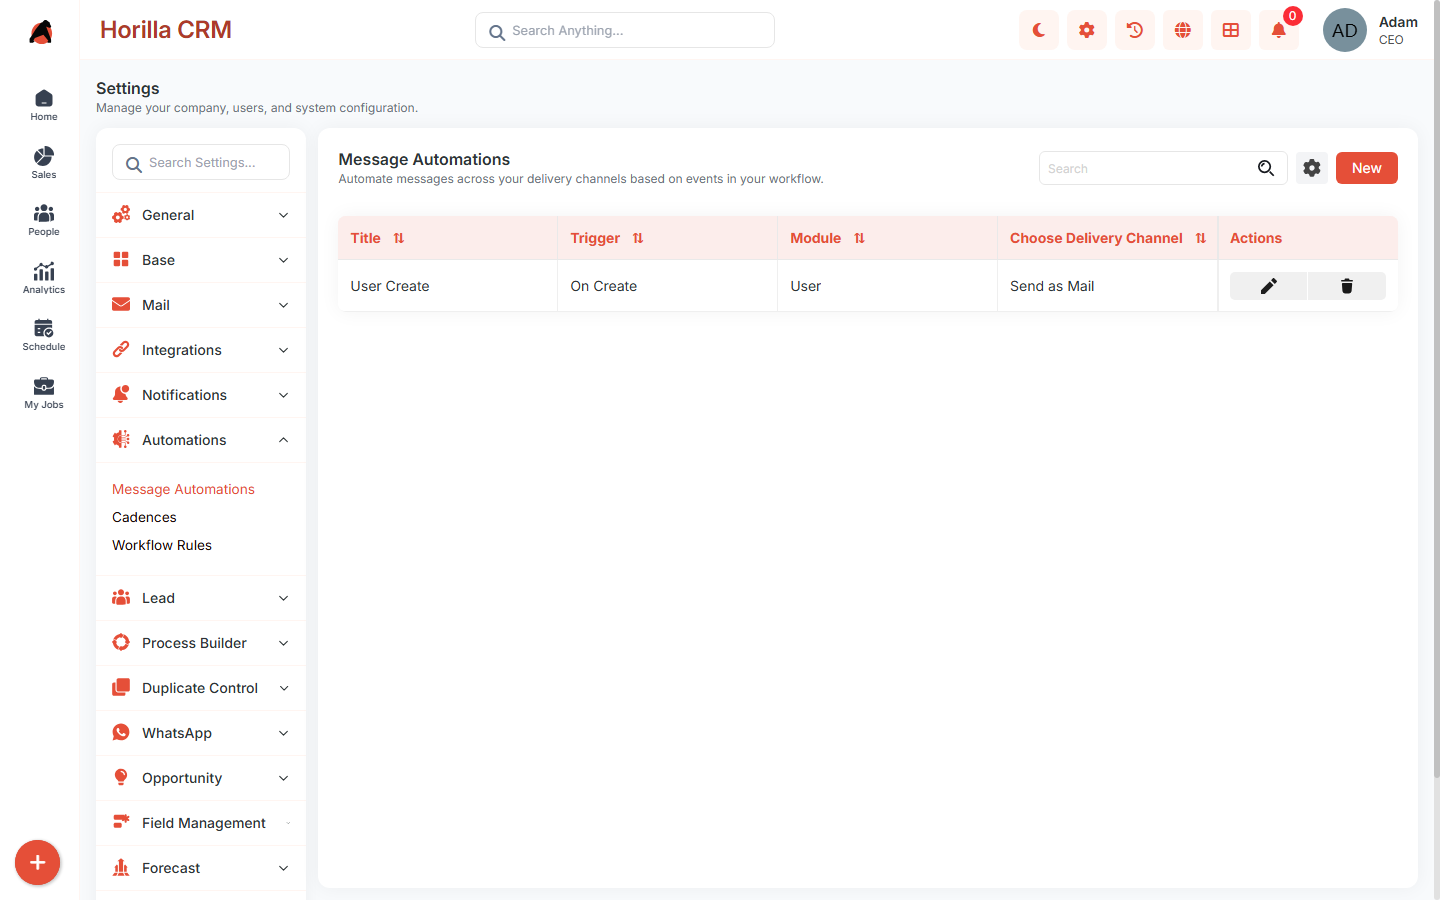 Horilla CRM
Search Anything...
0
AD
Adam
CEO
Home
Sales
People
Analytics
Schedule
My Jobs
Settings
Manage your company, users, and system configuration.
Search Settings...
General
Base
Mail
Integrations
Notifications
Automations
Message Automations
Cadences
Workflow Rules
Lead
Process Builder
Duplicate Control
WhatsApp
Opportunity
Field Management
Forecast
Message Automations
Automate messages across your delivery channels based on events in your workflow.
Search
New
Title Trigger Module Choose Delivery Channel Actions
User Create On Create User Send as Mail